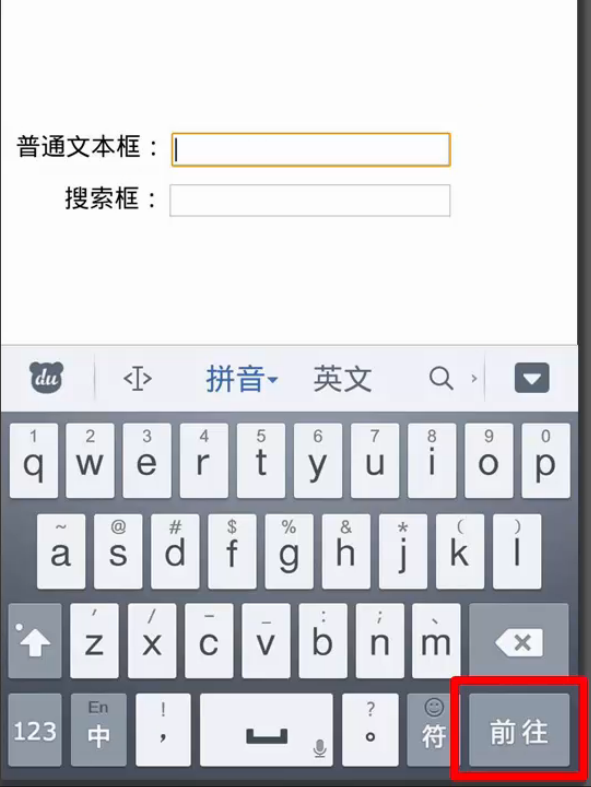 普通文本框：
搜索框：
du 拼音 英文
1 2 3 4 5 6 7 8 9 0
q w e r t y u i o p
~ @ # $ % & * ( )
a s d f g h j k l
′ / – _ : ; 、
z x c v b n m
En ! ?
123 中 , 。 符 前往